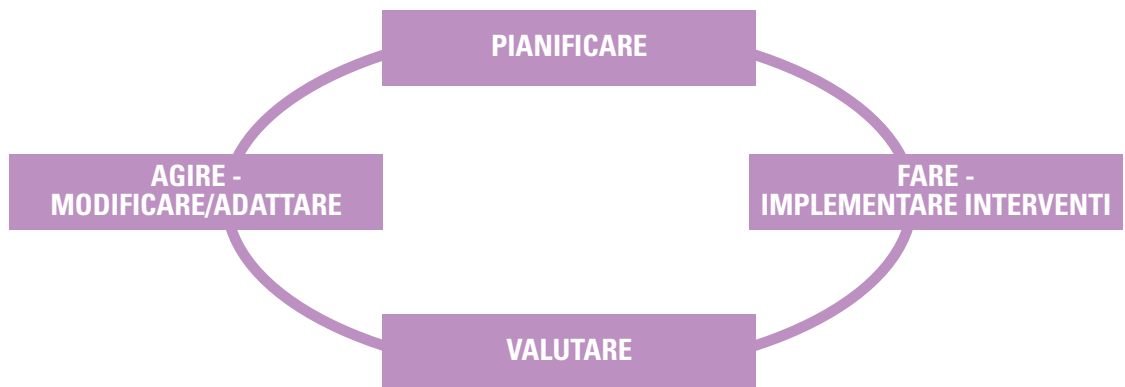 PIANIFICARE
AGIRE -
MODIFICARE/ADATTARE
FARE -
IMPLEMENTARE INTERVENTI
VALUTARE